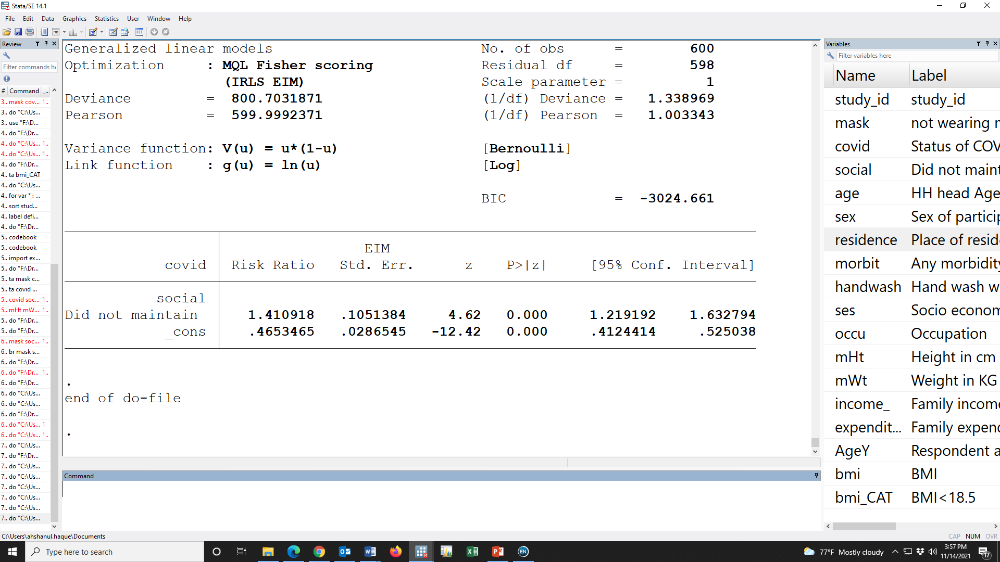 Stata/SE 14.1
File Edit Data Graphics Statistics User Window Help
Review
Filter commands he
# Command _..
3.. mask cov... 1..
3.. do "C:\Us...
3.. use "F:\D...
4.. do "F:\Dr...
4.. do "C:\Us... 1..
4.. do "C:\Us... 1..
4.. do "F:\Dr...
4.. ta bmi_CAT
4.. do "C:\Us...
4.. for var * : ...
4.. sort stud...
4.. label defi...
4.. do "F:\Dr...
5.. codebook
5.. codebook
5.. import ex...
5.. do "F:\Dr...
5.. ta mask c...
5.. ta covid ...
5.. covid soc... 1..
5.. mHt mW... 1..
5.. do "F:\Dr...
5.. do "F:\Dr...
6.. mask soc... 1..
6.. br mask s...
6.. do "F:\Dr...
6.. do "F:\Dr... 1..
6.. do "F:\Dr...
6.. do "C:\Us...
6.. do "C:\Us...
6.. do "F:\Dr...
6.. do "C:\Us... 1
6.. do "C:\Us... 1..
7.. do "C:\Us...
7.. do "F:\Dr...
7.. do "C:\Us...
7.. do "C:\Us...
7.. do "C:\Us...
7.. do "C:\Us...
7.. do "C:\Us...
7.. do "C:\Us...
Generalized linear models No. of obs = 600
Optimization : MQL Fisher scoring Residual df = 598
(IRLS EIM) Scale parameter = 1
Deviance = 800.7031871 (1/df) Deviance = 1.338969
Pearson = 599.9992371 (1/df) Pearson = 1.003343
Variance function: V(u) = u*(1-u) [Bernoulli]
Link function : g(u) = ln(u) [Log]
BIC = -3024.661
EIM
covid Risk Ratio Std. Err. z P>|z| [95% Conf. Interval]
social
Did not maintain 1.410918 .1051384 4.62 0.000 1.219192 1.632794
_cons .4653465 .0286545 -12.42 0.000 .4124414 .525038
.
end of do-file
.
Command
Variables
Filter variables here
Name Label
study_id study_id
mask not wearing
covid Status of COV
social Did not maint
age HH head Age
sex Sex of particip
residence Place of resid
morbit Any morbidity
handwash Hand wash w
ses Socio econom
occu Occupation
mHt Height in cm
mWt Weight in KG
income_ Family income
expendit... Family expend
AgeY Respondent a
bmi BMI
bmi_CAT BMI<18.5
C:\Users\ahshanul.haque\Documents
CAP NUM OVR
Type here to search
EN
14
77°F Mostly cloudy
3:57 PM
11/14/2021
17